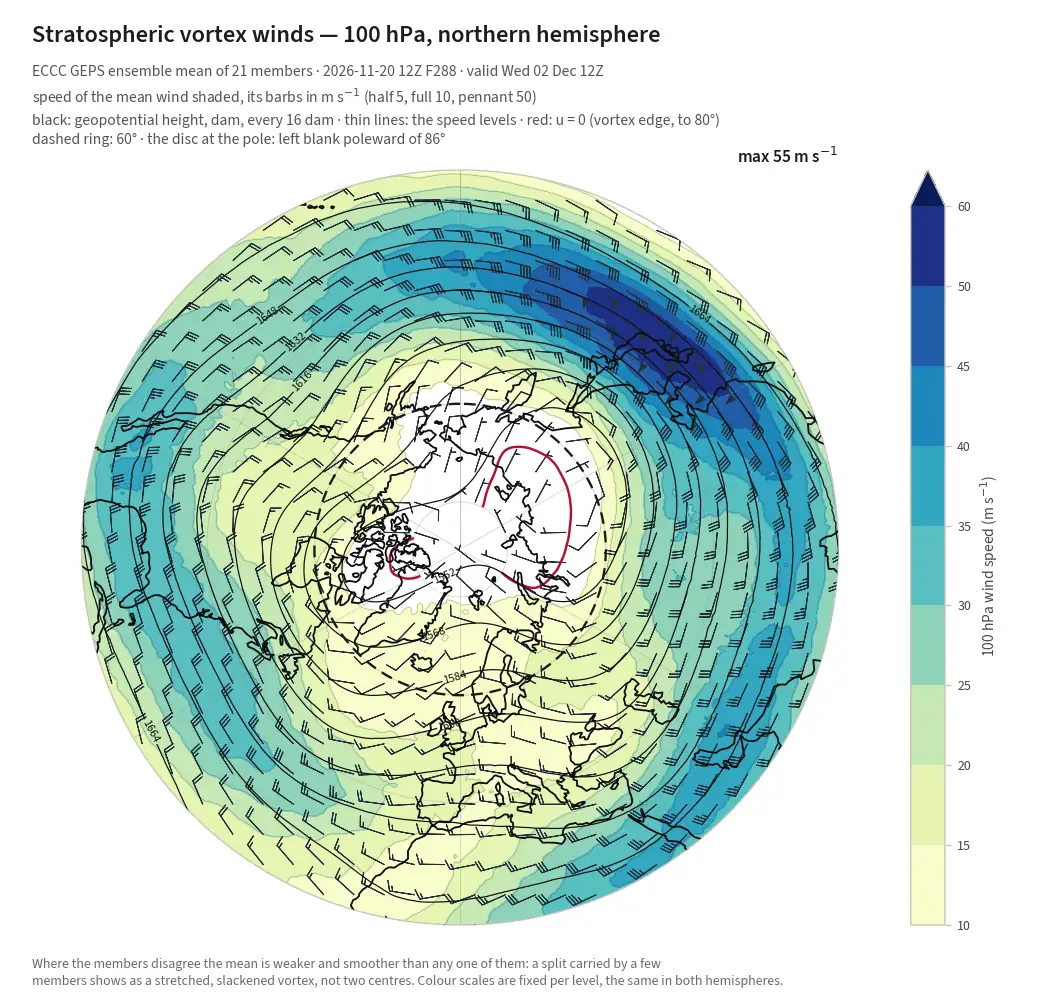 Stratospheric vortex winds — 100 hPa, northern hemisphere
ECCC GEPS ensemble mean of 21 members · 2026-11-20 12Z F288 · valid Wed 02 Dec 12Z
speed of the mean wind shaded, its barbs in m s⁻¹ (half 5, full 10, pennant 50)
black: geopotential height, dam, every 16 dam · thin lines: the speed levels · red: u = 0 (vortex edge, to 80°)
dashed ring: 60° · the disc at the pole: left blank poleward of 86°
max 55 m s⁻¹
60
50
45
40
35
30
25
20
15
10
100 hPa wind speed (m s⁻¹)
1664
1648
1616
1568
1584
1664
Where the members disagree the mean is weaker and smoother than any one of them: a split carried by a few
members shows as a stretched, slackened vortex, not two centres. Colour scales are fixed per level, the same in both hemispheres.